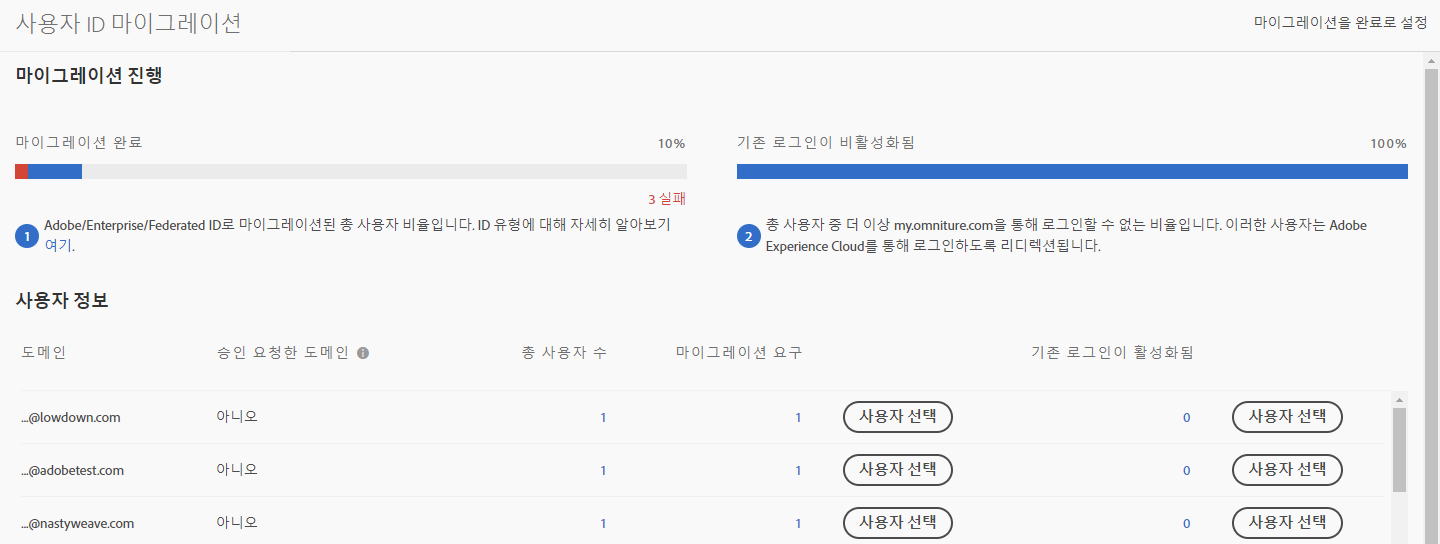 사용자 ID 마이그레이션
마이그레이션을 완료로 설정
마이그레이션 진행
마이그레이션 완료 10%
기존 로그인이 비활성화됨 100%
3 실패
1 Adobe/Enterprise/Federated ID로 마이그레이션된 총 사용자 비율입니다. ID 유형에 대해 자세히 알아보기
여기.
2 총 사용자 중 더 이상 my.omniture.com을 통해 로그인할 수 없는 비율입니다. 이러한 사용자는 Adobe
Experience Cloud를 통해 로그인하도록 리디렉션됩니다.
사용자 정보
도메인 승인 요청한 도메인 총 사용자 수 마이그레이션 요구 기존 로그인이 활성화됨
...@lowdown.com 아니오 1 1 사용자 선택 0 사용자 선택
...@adobetest.com 아니오 1 1 사용자 선택 0 사용자 선택
...@nastyweave.com 아니오 1 1 사용자 선택 0 사용자 선택